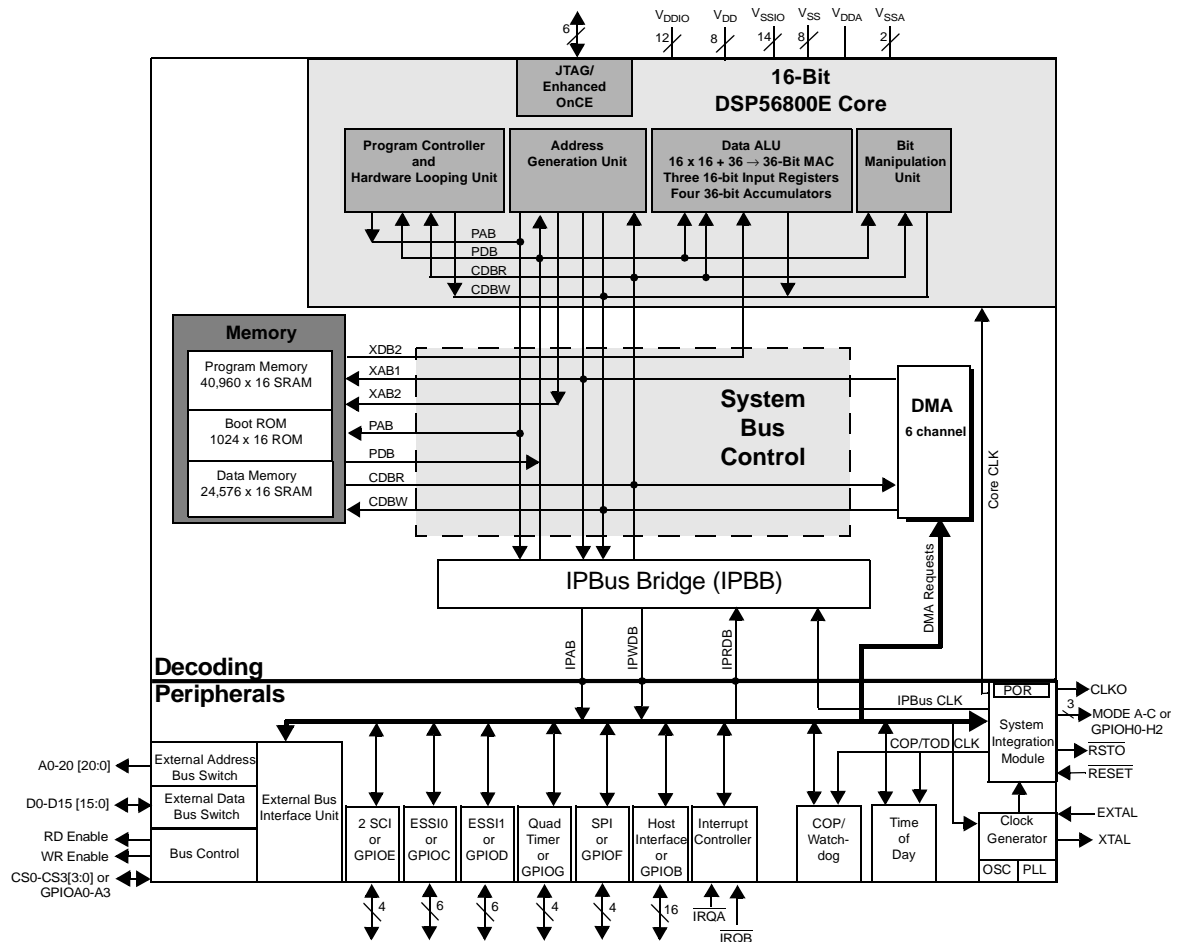 VDDIO VDD VSSIO VSS VDDA VSSA
6 12 8 14 8 2
JTAG/
Enhanced
OnCE
16-Bit
DSP56800E Core
Program Controller
and
Hardware Looping Unit
Address
Generation Unit
Data ALU
16 x 16 + 36 → 36-Bit MAC
Three 16-bit Input Registers
Four 36-bit Accumulators
Bit
Manipulation
Unit
PAB
PDB
CDBR
CDBW
Memory
Program Memory
40,960 x 16 SRAM
Boot ROM
1024 x 16 ROM
Data Memory
24,576 x 16 SRAM
XDB2
XAB1
XAB2
PAB
PDB
CDBR
CDBW
System
Bus
Control
DMA
6 channel
Core CLK
DMA Requests
IPBus Bridge (IPBB)
IPAB
IPWDB
IPRDB
Decoding
Peripherals
IPBus CLK
COP/TOD CLK
POR
System
Integration
Module
CLKO
3
MODE A-C or
GPIOH0-H2
RSTO
RESET
EXTAL
XTAL
Clock
Generator
OSC PLL
A0-20 [20:0]
D0-D15 [15:0]
RD Enable
WR Enable
CS0-CS3[3:0] or
GPIOA0-A3
External Address
Bus Switch
External Data
Bus Switch
Bus Control
External Bus
Interface Unit
2 SCI
or
GPIOE
ESSI0
or
GPIOC
ESSI1
or
GPIOD
Quad
Timer
or
GPIOG
SPI
or
GPIOF
Host
Interface
or
GPIOB
Interrupt
Controller
COP/
Watch-
dog
Time
of
Day
4 6 6 4 4 16
IRQA
IRQB